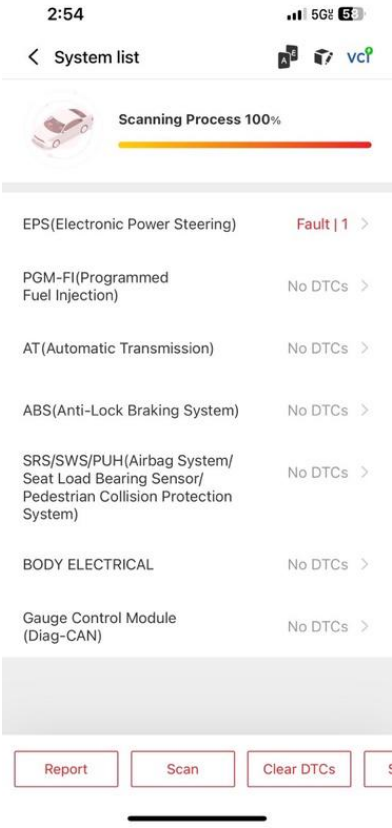 2:54
5G 53
System list
A E
vci
Scanning Process 100%
EPS(Electronic Power Steering)
Fault | 1
PGM-FI(Programmed
Fuel Injection)
No DTCs
AT(Automatic Transmission)
No DTCs
ABS(Anti-Lock Braking System)
No DTCs
SRS/SWS/PUH(Airbag System/
Seat Load Bearing Sensor/
Pedestrian Collision Protection
System)
No DTCs
BODY ELECTRICAL
No DTCs
Gauge Control Module
(Diag-CAN)
No DTCs
Report
Scan
Clear DTCs